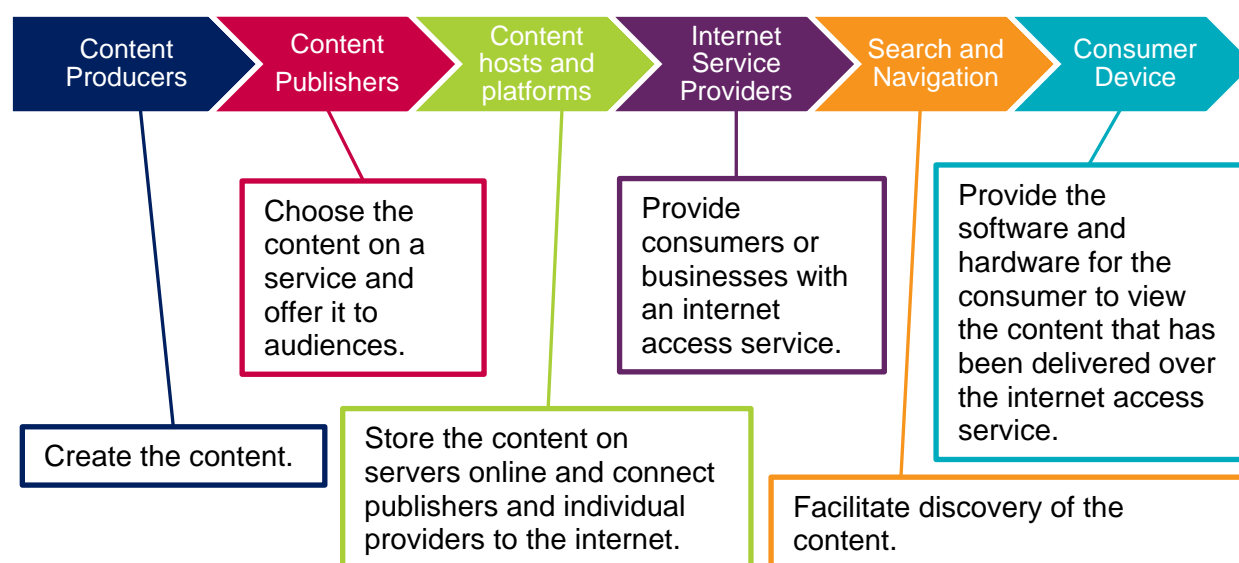 Content
Producers
Content
Publishers
Content
hosts and
platforms
Internet
Service
Providers
Search and
Navigation
Consumer
Device
Choose the
content on a
service and
offer it to
audiences.
Provide
consumers or
businesses with
an internet
access service.
Provide the
software and
hardware for the
consumer to view
the content that has
been delivered over
the internet access
service.
Create the content.
Store the content on
servers online and connect
publishers and individual
providers to the internet.
Facilitate discovery of the
content.